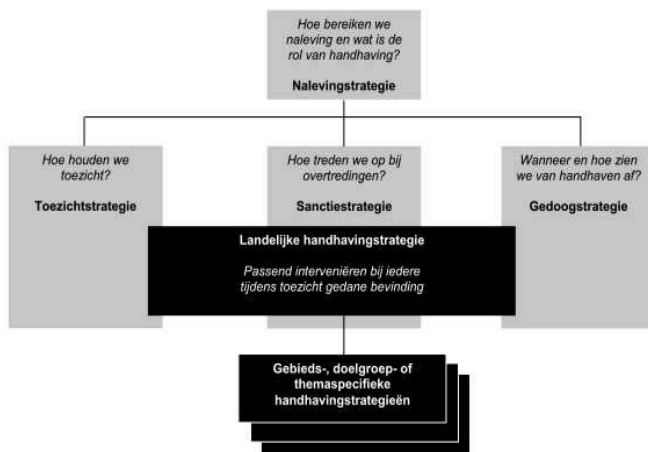 Hoe bereiken we
naleving en wat is de
rol van handhaving?
Nalevingstrategie
Hoe houden we
toezicht?
Toezichtstrategie
Hoe treden we op bij
overtredingen?
Sanctiestrategie
Wanneer en hoe zien
we van handhaven af?
Gedoogstrategie
Landelijke handhavingstrategie
Passend interveniëren bij iedere
tijdens toezicht gedane bevinding
Gebieds-, doelgroep- of
themaspecifieke
handhavingstrategieën